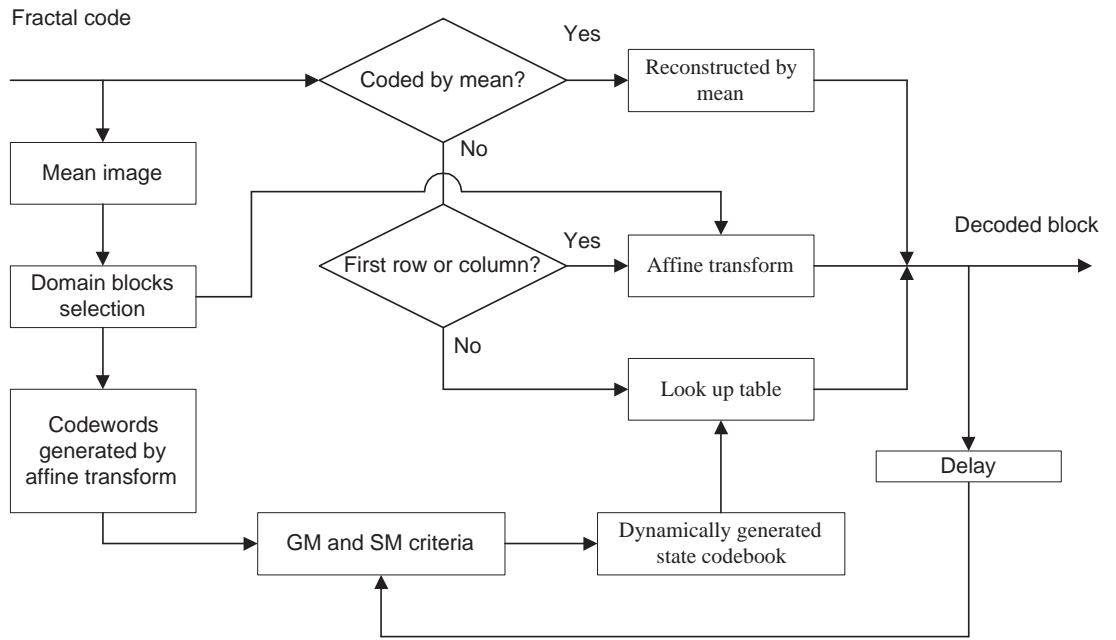 Fractal code
Yes
Coded by mean?
Reconstructed by
mean
No
Mean image
Decoded block
Yes
First row or column?
Affine transform
Domain blocks
selection
No
Look up table
Codewords
generated by
affine transform
Delay
GM and SM criteria
Dynamically generated
state codebook